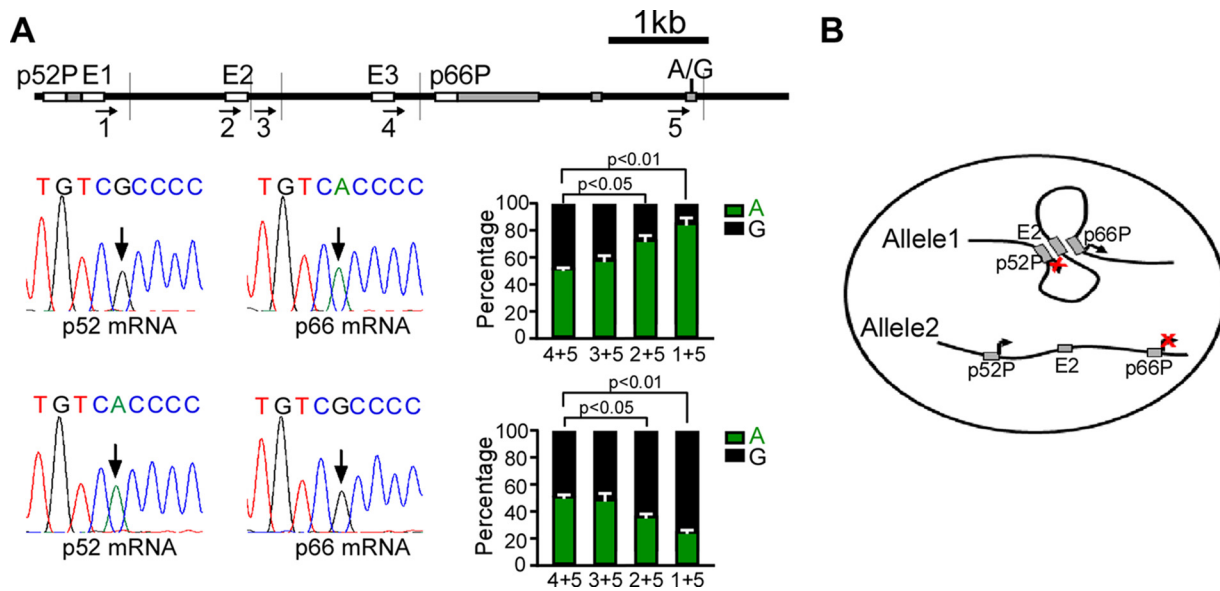 A
1kb
B
p52P E1 E2 E3 p66P A/G
1 2 3 4 5
TGTCGCCCC
TGTCACCCC
p52 mRNA
p66 mRNA
p<0.01
p<0.05
A
G
Percentage
100
80
60
40
20
0
4+5 3+5 2+5 1+5
TGTCACCCC
TGTCGCCCC
p52 mRNA
p66 mRNA
p<0.01
p<0.05
A
G
Percentage
100
80
60
40
20
0
4+5 3+5 2+5 1+5
Allele1
E2
p66P
p52P
Allele2
p52P
E2
p66P